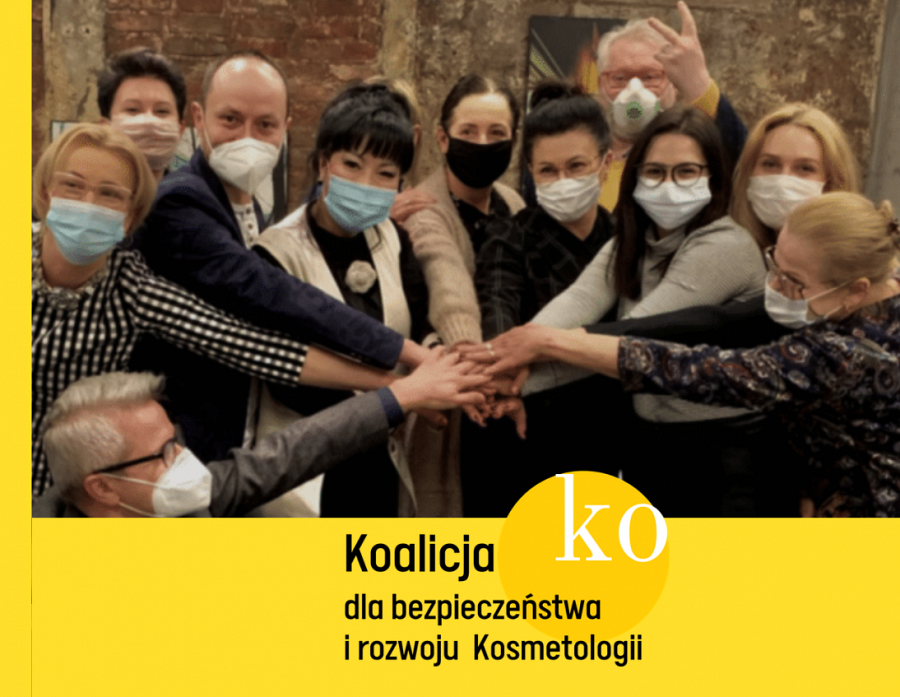 ko
Koalicja
dla bezpieczeństwa
i rozwoju Kosmetologii